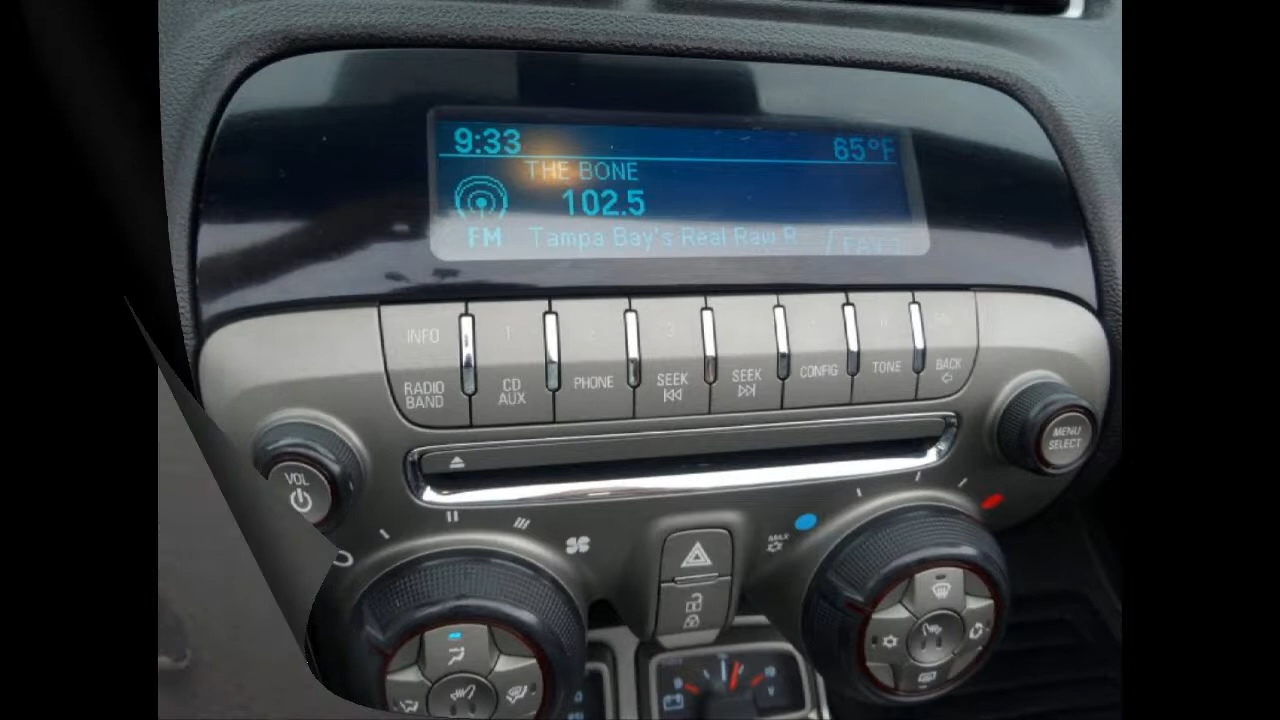 9:33
65°F
THE BONE
102.5
FM
Tampa Bay's Real Raw R
FAV
INFO
1
2
3
RADIO BAND
CD AUX
PHONE
SEEK
SEEK
CONFIG
TONE
BACK
VOL
MENU SELECT
MAX